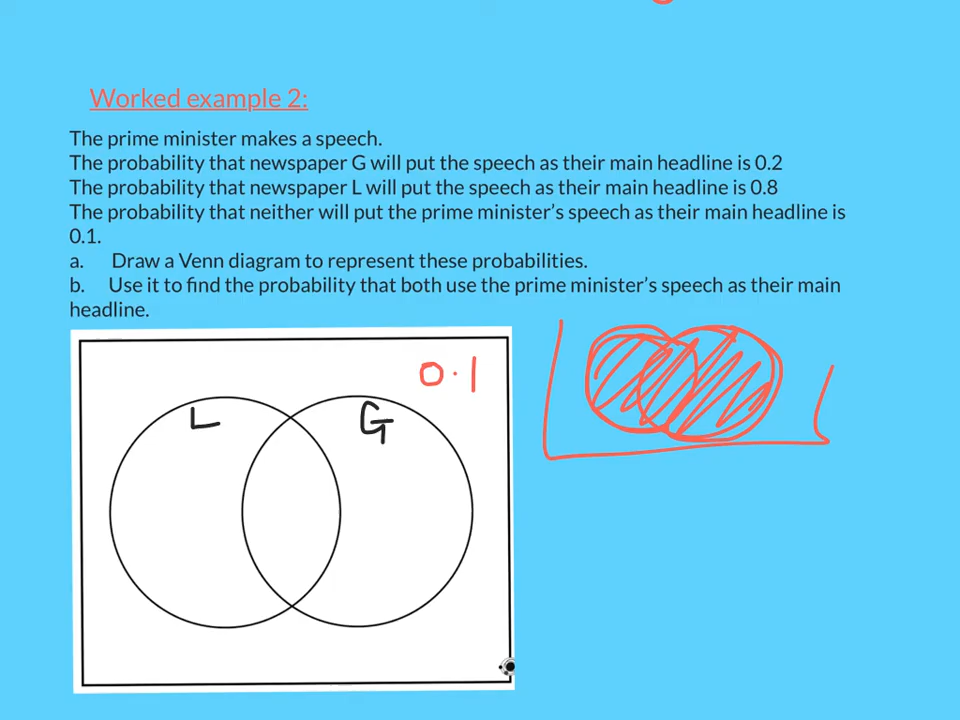 Worked example 2:
The prime minister makes a speech.
The probability that newspaper G will put the speech as their main headline is 0.2
The probability that newspaper L will put the speech as their main headline is 0.8
The probability that neither will put the prime minister's speech as their main headline is
0.1.
a. Draw a Venn diagram to represent these probabilities.
b. Use it to find the probability that both use the prime minister's speech as their main
headline.
0.1
L G